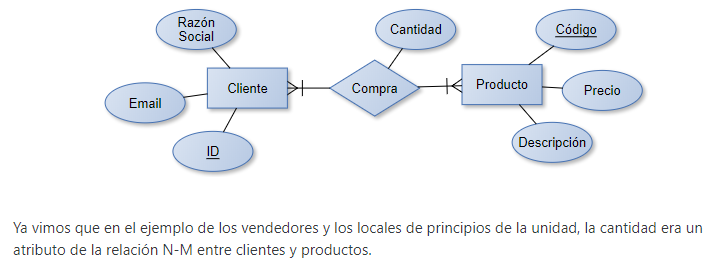 Razón
Social
Cantidad
Código
Cliente
Compra
Producto
Email
Precio
ID
Descripción
Ya vimos que en el ejemplo de los vendedores y los locales de principios de la unidad, la cantidad era un
atributo de la relación N-M entre clientes y productos.